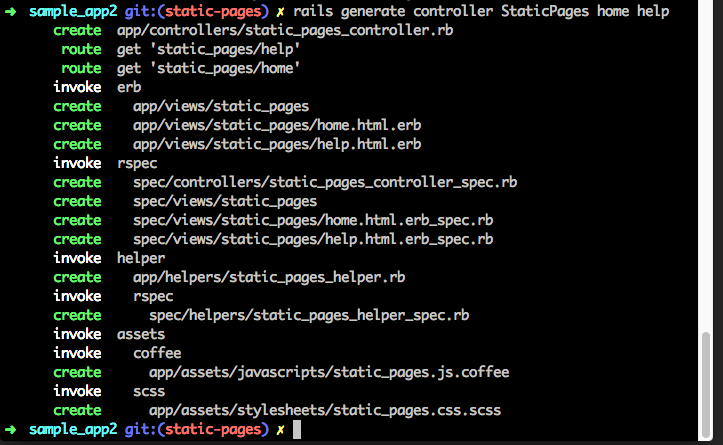 ➜  sample_app2 git:(static-pages) ✗ rails generate controller StaticPages home help
      create  app/controllers/static_pages_controller.rb
       route  get 'static_pages/help'
       route  get 'static_pages/home'
      invoke  erb
      create    app/views/static_pages
      create    app/views/static_pages/home.html.erb
      create    app/views/static_pages/help.html.erb
      invoke  rspec
      create    spec/controllers/static_pages_controller_spec.rb
      create    spec/views/static_pages
      create    spec/views/static_pages/home.html.erb_spec.rb
      create    spec/views/static_pages/help.html.erb_spec.rb
      invoke  helper
      create    app/helpers/static_pages_helper.rb
      invoke    rspec
      create      spec/helpers/static_pages_helper_spec.rb
      invoke  assets
      invoke    coffee
      create      app/assets/javascripts/static_pages.js.coffee
      invoke    scss
      create      app/assets/stylesheets/static_pages.css.scss
➜  sample_app2 git:(static-pages) ✗